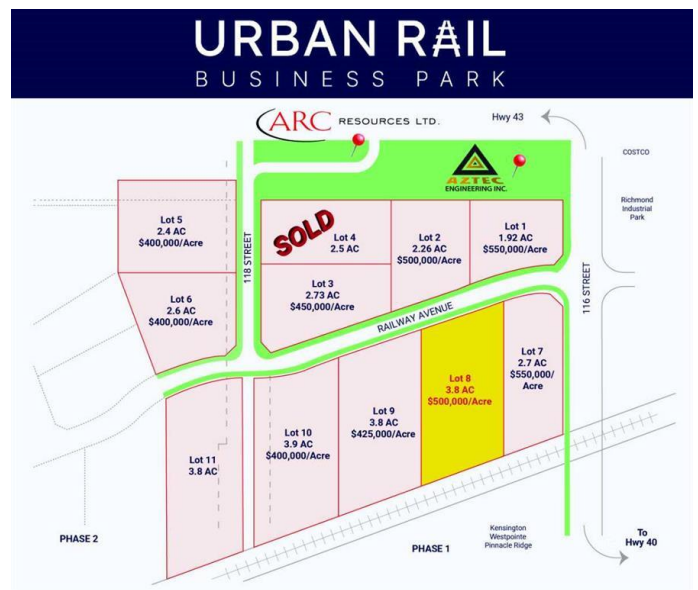 URBAN RAIL
BUSINESS PARK
ARC RESOURCES LTD.
Hwy 43
COSTCO
AZTEC
ENGINEERING INC.
Richmond
Industrial
Park
Lot 5
2.4 AC
$400,000/Acre
118 STREET
SOLD
Lot 4
2.5 AC
Lot 2
2.26 AC
$500,000/Acre
Lot 1
1.92 AC
$550,000/Acre
Lot 6
2.6 AC
$400,000/Acre
Lot 3
2.73 AC
$450,000/Acre
116 STREET
RAILWAY AVENUE
Lot 7
2.7 AC
$550,000/
Acre
Lot 8
3.8 AC
$500,000/Acre
Lot 9
3.8 AC
$425,000/Acre
Lot 10
3.9 AC
$400,000/Acre
Lot 11
3.8 AC
PHASE 2
PHASE 1
Kensington
Westpointe
Pinnacle Ridge
To
Hwy 40